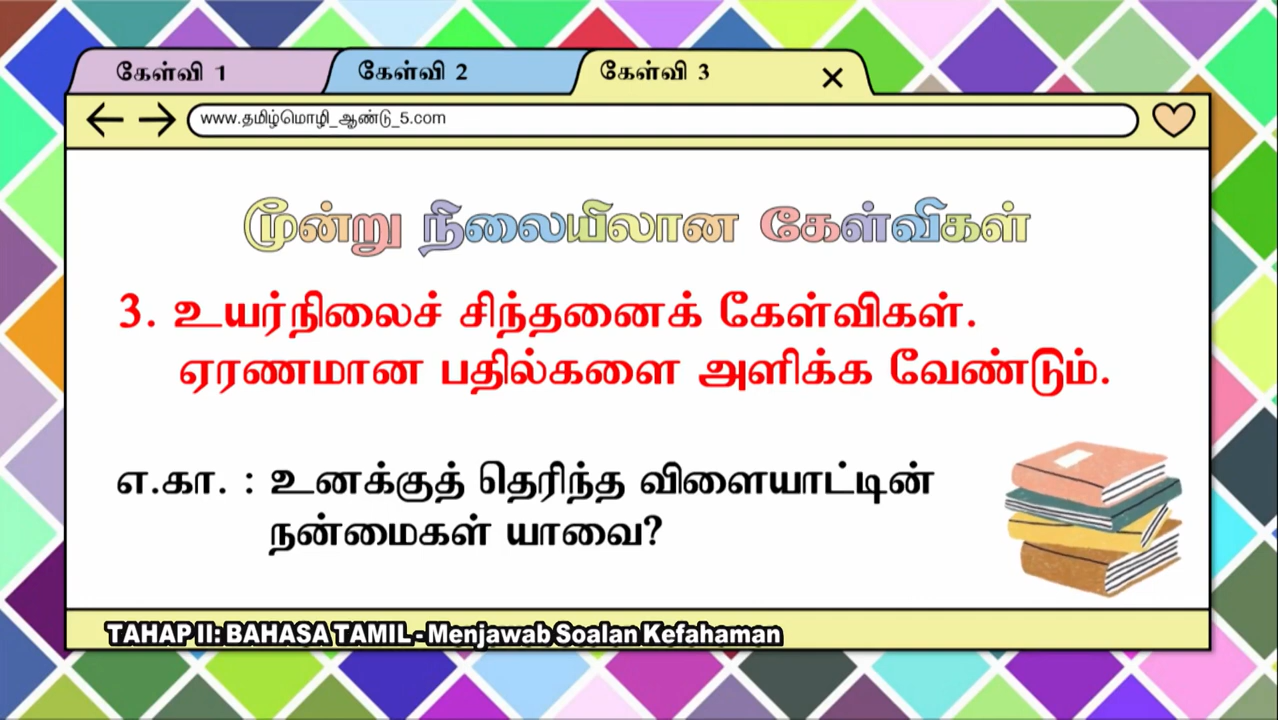 கேள்வி 1
கேள்வி 2
கேள்வி 3
www.தமிழ்மொழி_ஆண்டு_5.com
மூன்று நிலையிலான கேள்விகள்
3. உயர்நிலைச் சிந்தனைக் கேள்விகள்.
ஏரணமான பதில்களை அளிக்க வேண்டும்.
எ.கா. : உனக்குத் தெரிந்த விளையாட்டின்
நன்மைகள் யாவை?
TAHAP II: BAHASA TAMIL - Menjawab Soalan Kefahaman